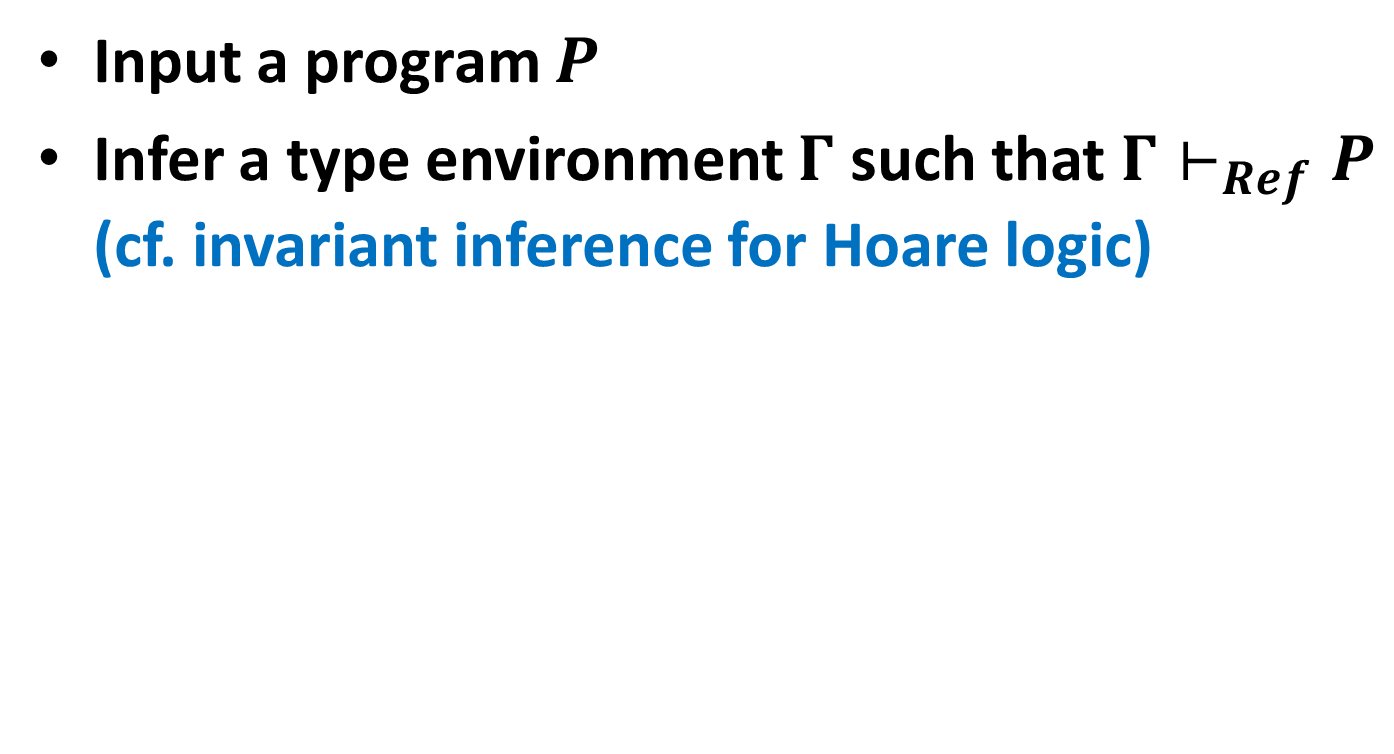 • Input a program P
• Infer a type environment Γ such that Γ ⊢Ref P
(cf. invariant inference for Hoare logic)